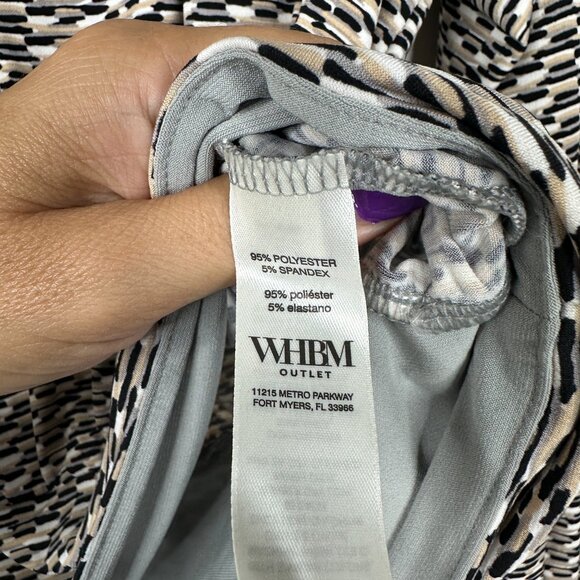 95% POLYESTER
5% SPANDEX
95% poliéster
5% elastano
WHBM
OUTLET
11215 METRO PARKWAY
FORT MYERS, FL 33966